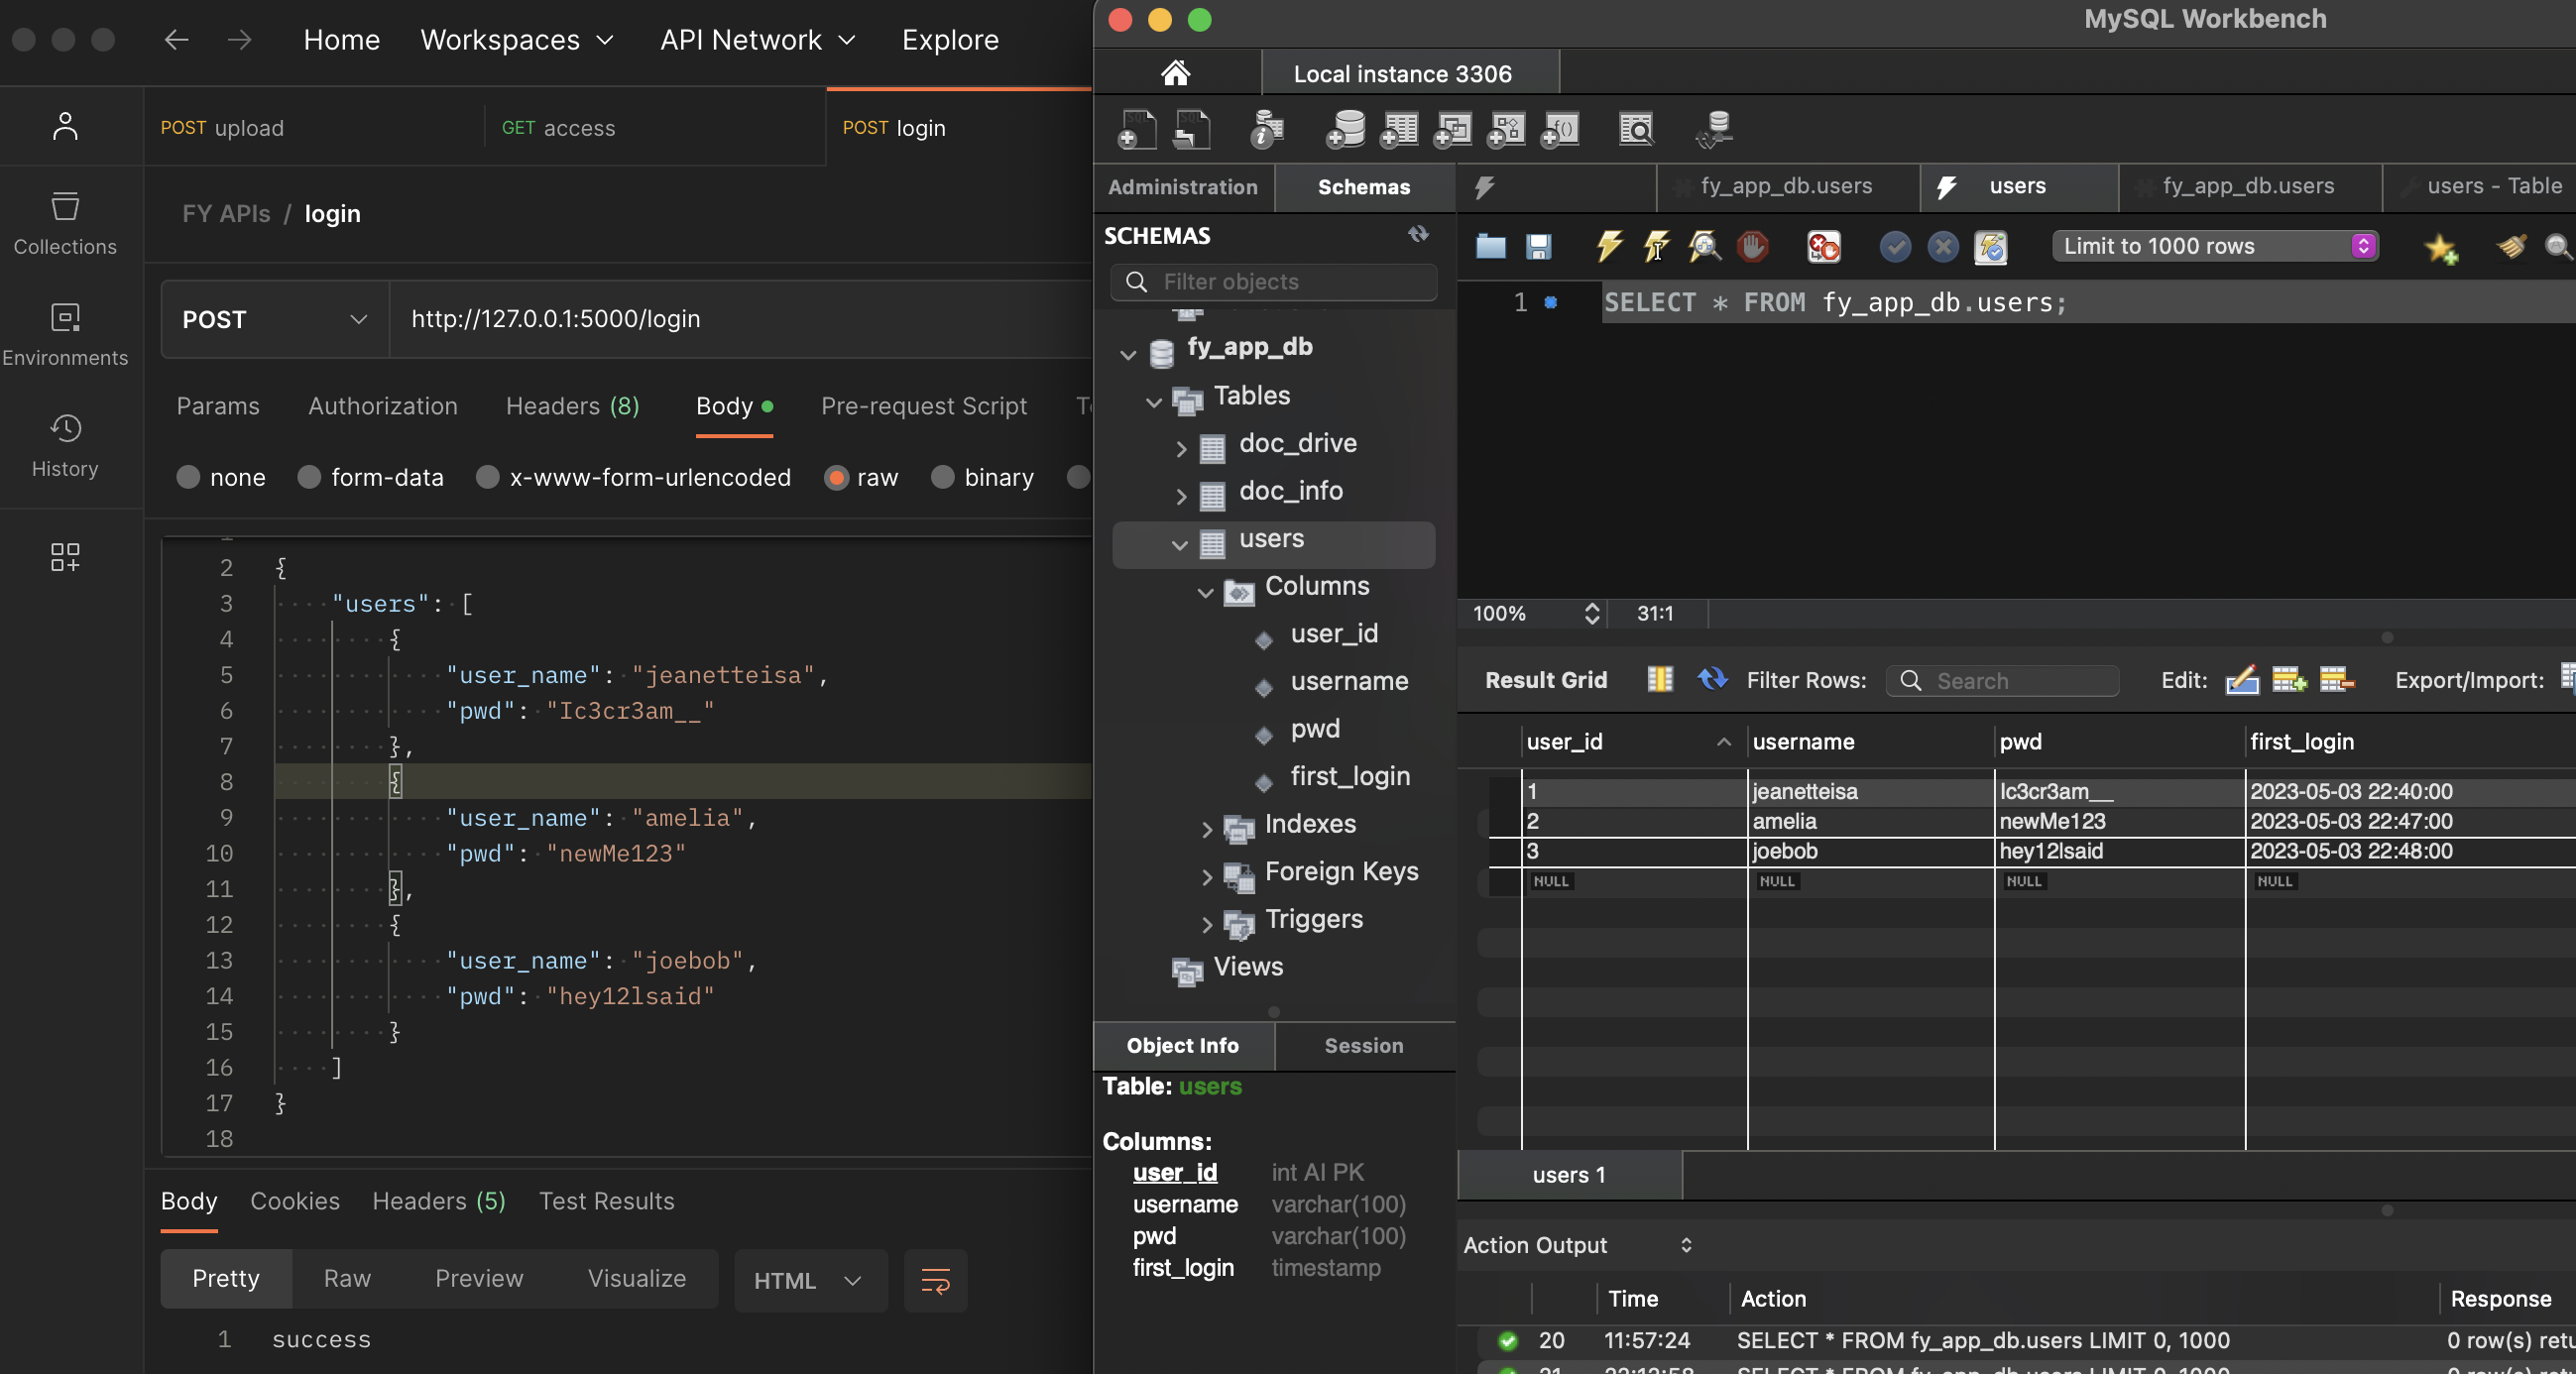 Home Workspaces API Network Explore
POST upload
GET access
POST login
Collections
Environments
History
FY APIs / login
POST http://127.0.0.1:5000/login
Params Authorization Headers (8) Body Pre-request Script
none form-data x-www-form-urlencoded raw binary
2 {
3 "users": [
4 {
5 "user_name": "jeanetteisa",
6 "pwd": "Ic3cr3am__"
7 },
8 {
9 "user_name": "amelia",
10 "pwd": "newMe123"
11 },
12 {
13 "user_name": "joebob",
14 "pwd": "hey12lsaid"
15 }
16 ]
17 }
18
Body Cookies Headers (5) Test Results
Pretty Raw Preview Visualize HTML
1 success
MySQL Workbench
Local instance 3306
Administration Schemas
SCHEMAS
Filter objects
fy_app_db
Tables
doc_drive
doc_info
users
Columns
user_id
username
pwd
first_login
Indexes
Foreign Keys
Triggers
Views
Object Info Session
Table: users
Columns:
user_id int AI PK
username varchar(100)
pwd varchar(100)
first_login timestamp
fy_app_db.users users fy_app_db.users users - Table
Limit to 1000 rows
1 SELECT * FROM fy_app_db.users;
100% 31:1
Result Grid Filter Rows: Search Edit: Export/Import:
user_id username pwd first_login
1 jeanetteisa Ic3cr3am__ 2023-05-03 22:40:00
2 amelia newMe123 2023-05-03 22:47:00
3 joebob hey12lsaid 2023-05-03 22:48:00
NULL NULL NULL NULL
users 1
Action Output
Time Action Response
20 11:57:24 SELECT * FROM fy_app_db.users LIMIT 0, 1000 0 row(s)